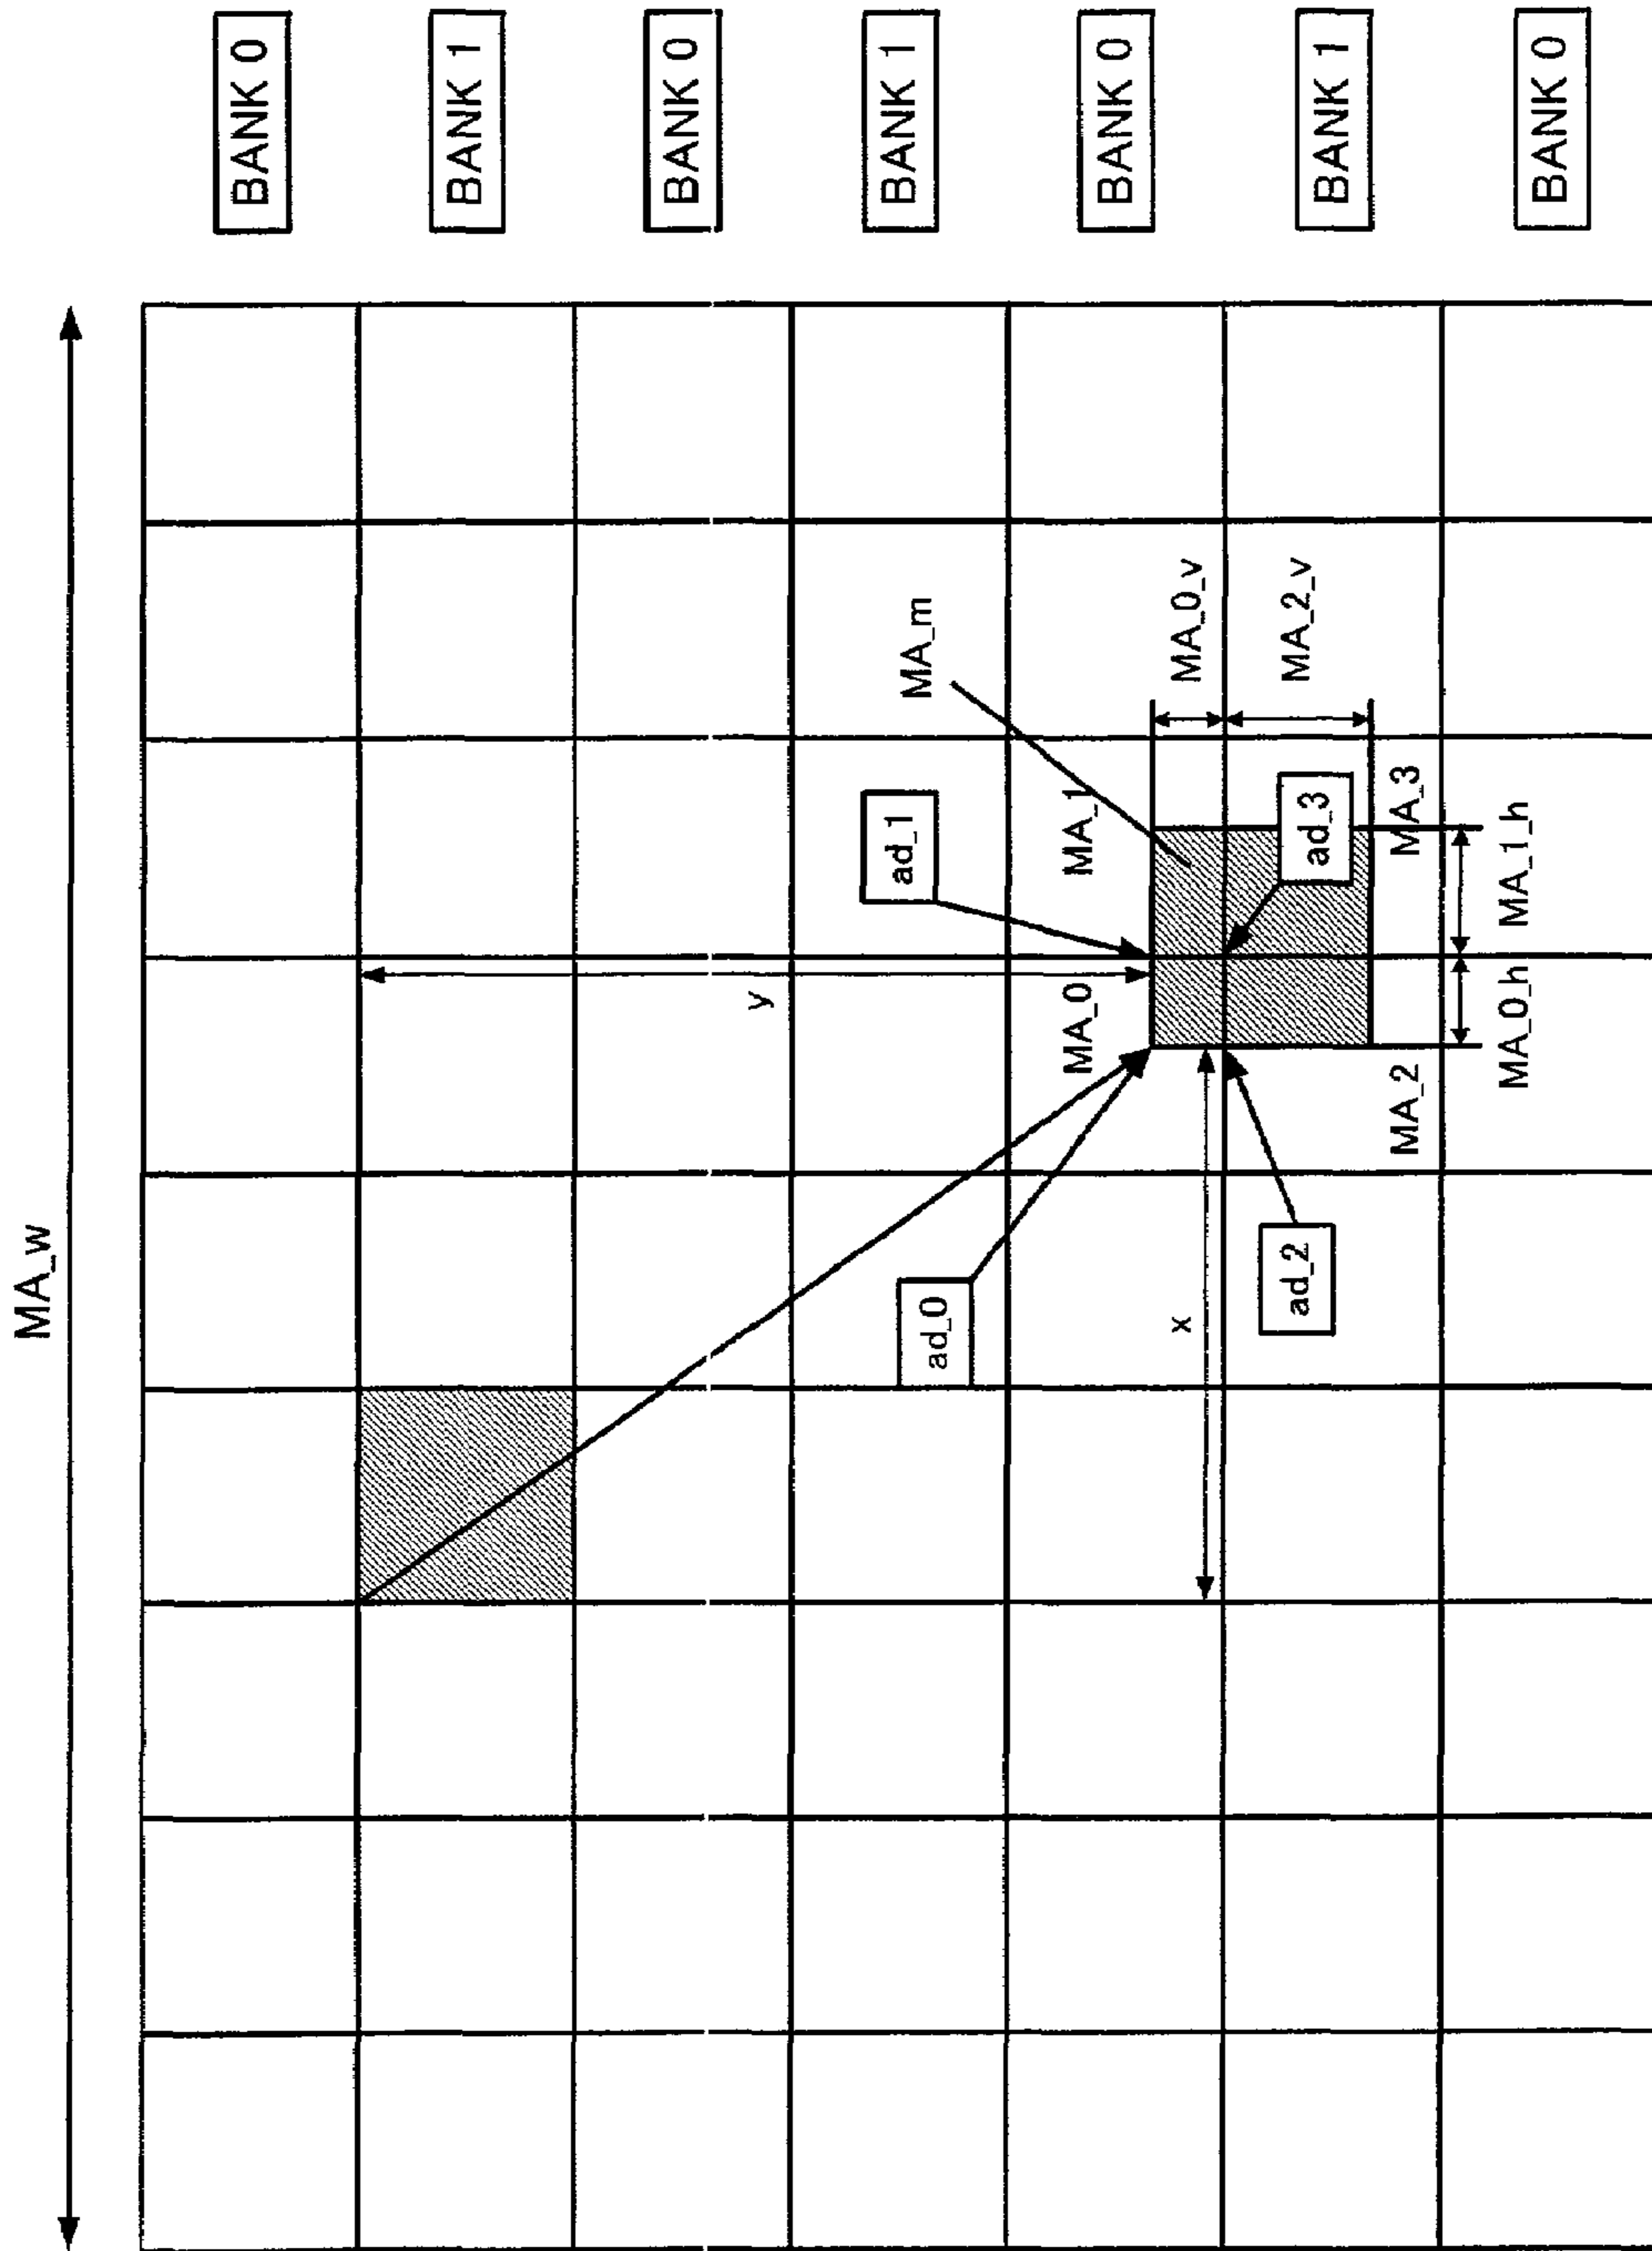 MA_w
BANK 0
BANK 1
BANK 0
y
ad_0
ad_1
MA_m
BANK 1
MA_0
MA_1
BANK 0
x
MA_0_v
ad_2
ad_3
MA_2_v
BANK 1
MA_2
MA_3
MA_0_h
MA_1_h
BANK 0